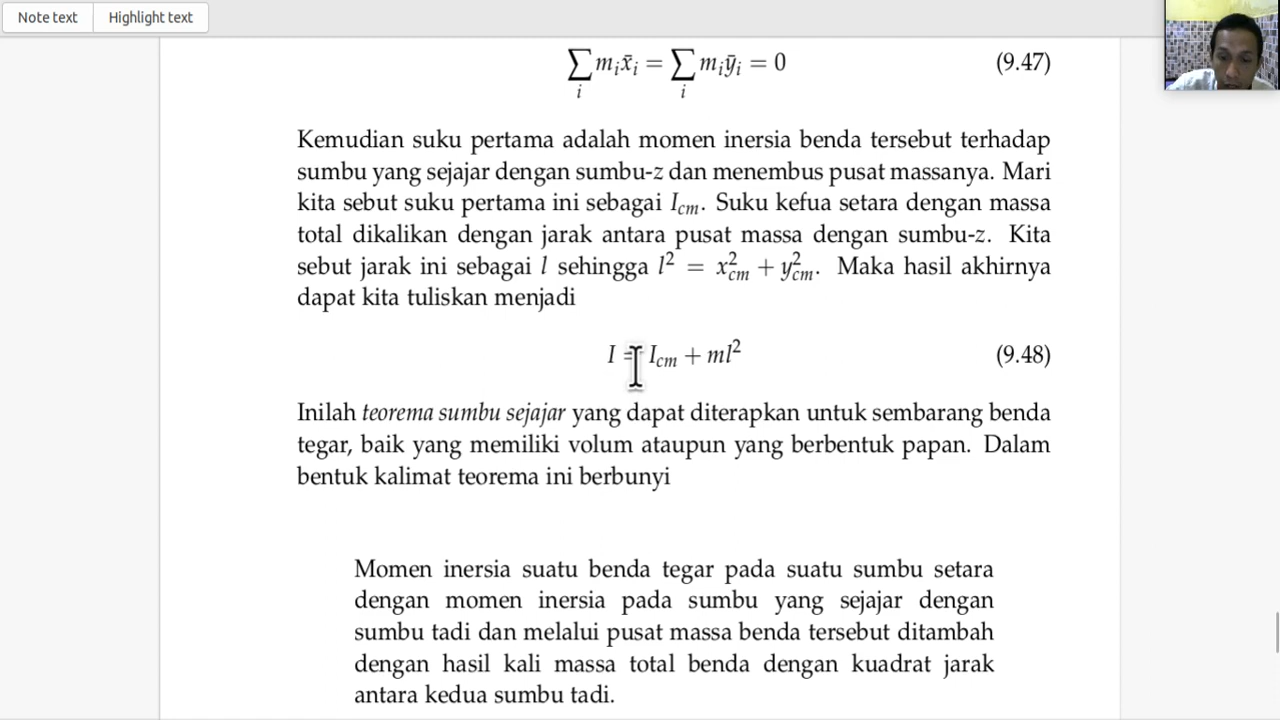 Note text
Highlight text
∑ᵢ mᵢx̄ᵢ = ∑ᵢ mᵢȳᵢ = 0 (9.47)
Kemudian suku pertama adalah momen inersia benda tersebut terhadap
sumbu yang sejajar dengan sumbu-z dan menembus pusat massanya. Mari
kita sebut suku pertama ini sebagai I_cm. Suku kefua setara dengan massa
total dikalikan dengan jarak antara pusat massa dengan sumbu-z. Kita
sebut jarak ini sebagai l sehingga l² = x²_cm + y²_cm. Maka hasil akhirnya
dapat kita tuliskan menjadi
I = I_cm + ml² (9.48)
Inilah teorema sumbu sejajar yang dapat diterapkan untuk sembarang benda
tegar, baik yang memiliki volum ataupun yang berbentuk papan. Dalam
bentuk kalimat teorema ini berbunyi
Momen inersia suatu benda tegar pada suatu sumbu setara
dengan momen inersia pada sumbu yang sejajar dengan
sumbu tadi dan melalui pusat massa benda tersebut ditambah
dengan hasil kali massa total benda dengan kuadrat jarak
antara kedua sumbu tadi.